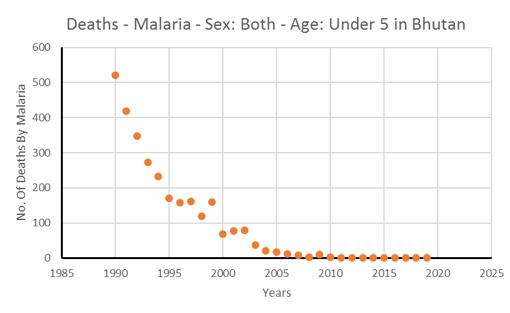 Deaths - Malaria - Sex: Both - Age: Under 5 in Bhutan
600
500
400
300
200
100
0
No. Of Deaths By Malaria
1985 1990 1995 2000 2005 2010 2015 2020 2025
Years